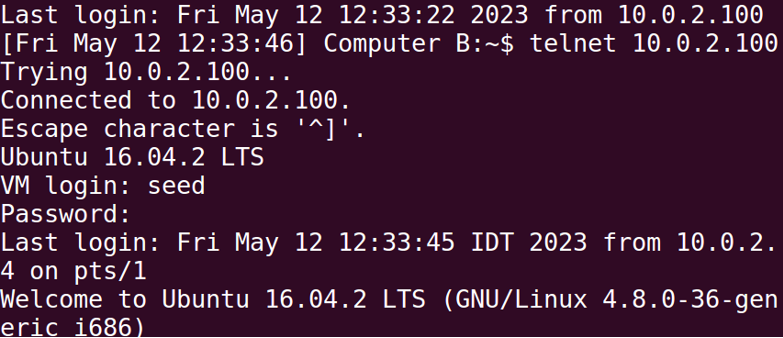 Last login: Fri May 12 12:33:22 2023 from 10.0.2.100
[Fri May 12 12:33:46] Computer B:~$ telnet 10.0.2.100
Trying 10.0.2.100...
Connected to 10.0.2.100.
Escape character is '^]'.
Ubuntu 16.04.2 LTS
VM login: seed
Password:
Last login: Fri May 12 12:33:45 IDT 2023 from 10.0.2.
4 on pts/1
Welcome to Ubuntu 16.04.2 LTS (GNU/Linux 4.8.0-36-gen
eric i686)